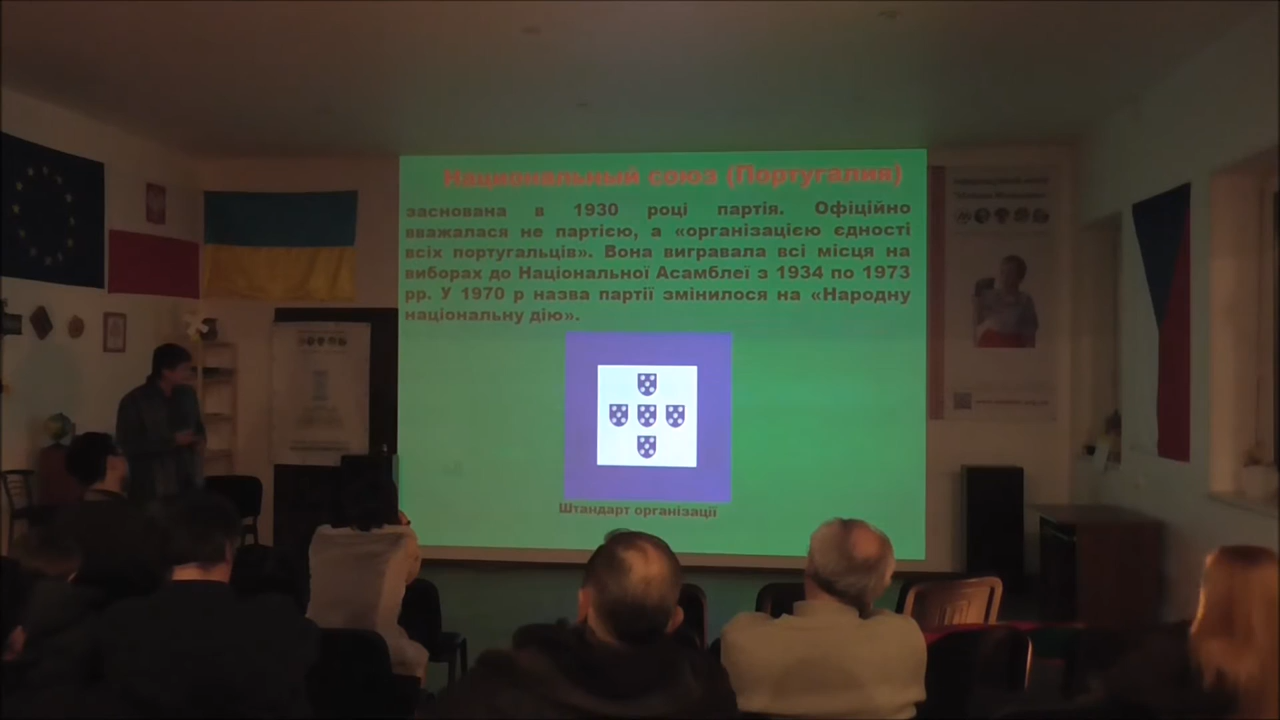 Национальный союз (Португалия)
заснована в 1930 році партія. Офіційно
вважалася не партією, а «організацією єдності
всіх португальців». Вона вигравала всі місця на
виборах до Національної Асамблеї з 1934 по 1973
рр. У 1970 р назва партії змінилося на «Народну
національну дію».
Штандарт організації